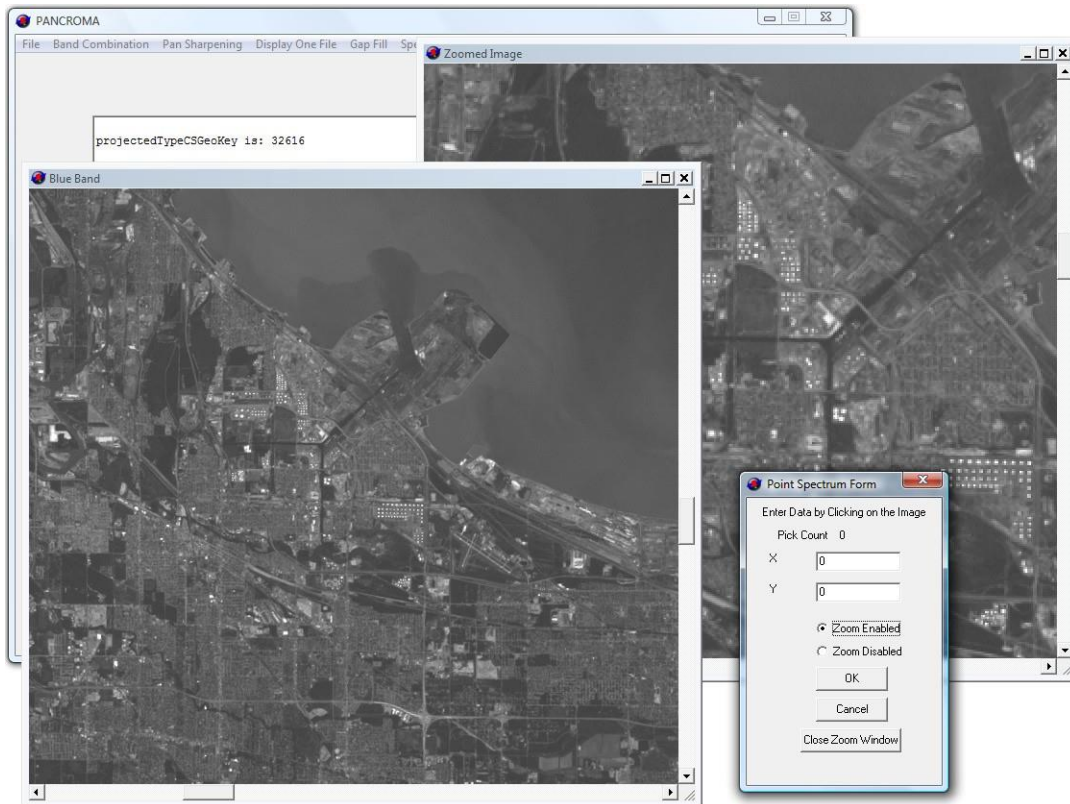 PANCROMA
File Band Combination Pan Sharpening Display One File Gap Fill
projectedTypeCSGeoKey is: 32616
Zoomed Image
Blue Band
Point Spectrum Form
Enter Data by Clicking on the Image
Pick Count 0
X 0
Y 0
Zoom Enabled
Zoom Disabled
OK
Cancel
Close Zoom Window